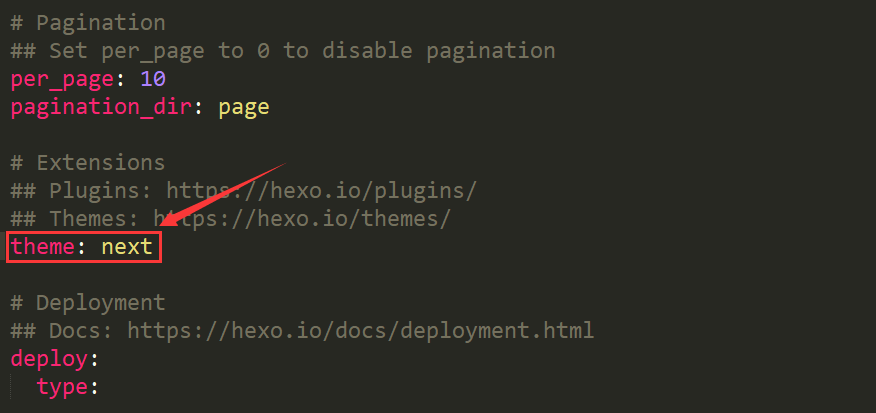 # Pagination
## Set per_page to 0 to disable pagination
per_page: 10
pagination_dir: page
# Extensions
## Plugins: https://hexo.io/plugins/
## Themes: https://hexo.io/themes/
theme: next
# Deployment
## Docs: https://hexo.io/docs/deployment.html
deploy:
  type: